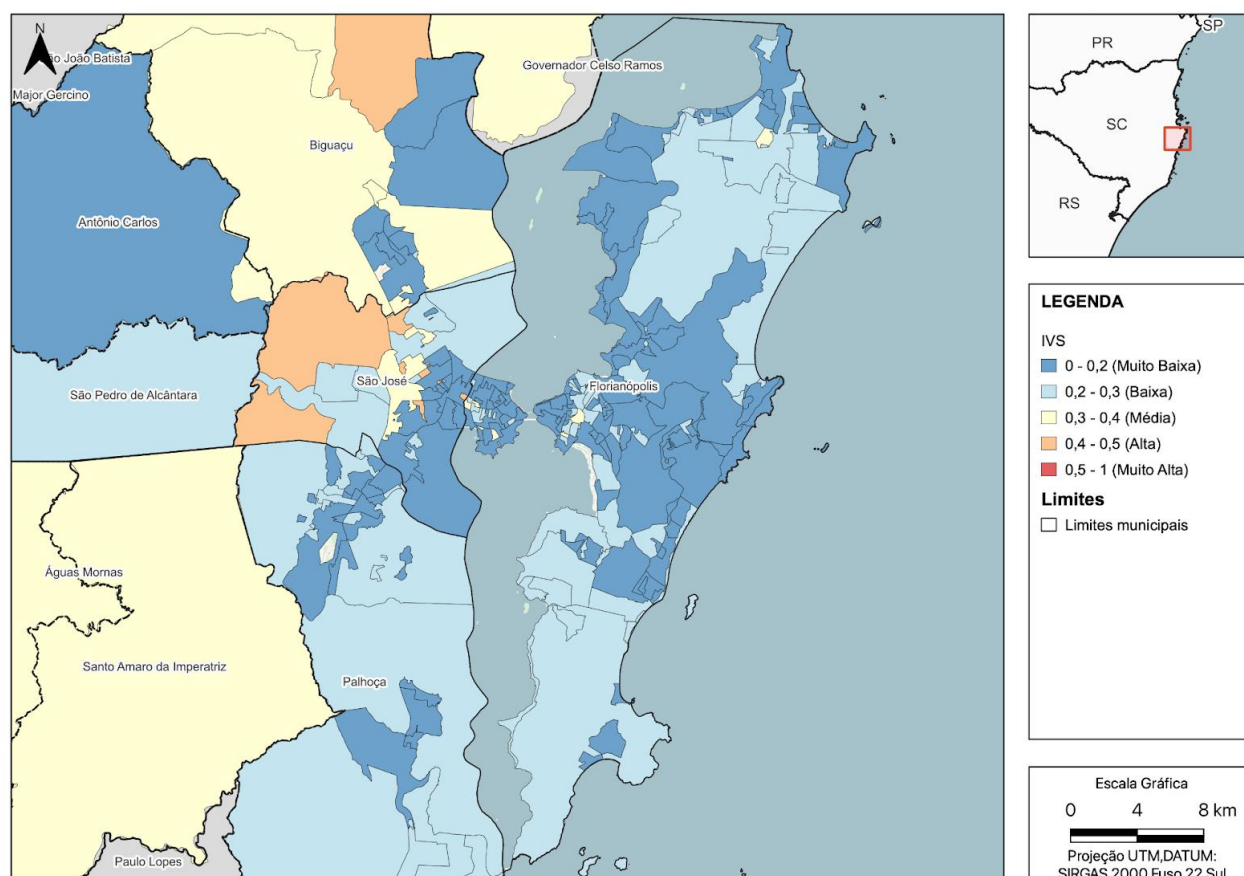 N
São João Batista
Major Gercino
Governador Celso Ramos
Biguaçu
Antônio Carlos
São Pedro de Alcântara
São José
Florianópolis
Águas Mornas
Santo Amaro da Imperatriz
Palhoça
Paulo Lopes
SP
PR
SC
RS
LEGENDA
IVS
0 - 0,2 (Muito Baixa)
0,2 - 0,3 (Baixa)
0,3 - 0,4 (Média)
0,4 - 0,5 (Alta)
0,5 - 1 (Muito Alta)
Limites
Limites municipais
Escala Gráfica
0 4 8 km
Projeção UTM,DATUM:
SIRGAS 2000 Fuso 22 Sul